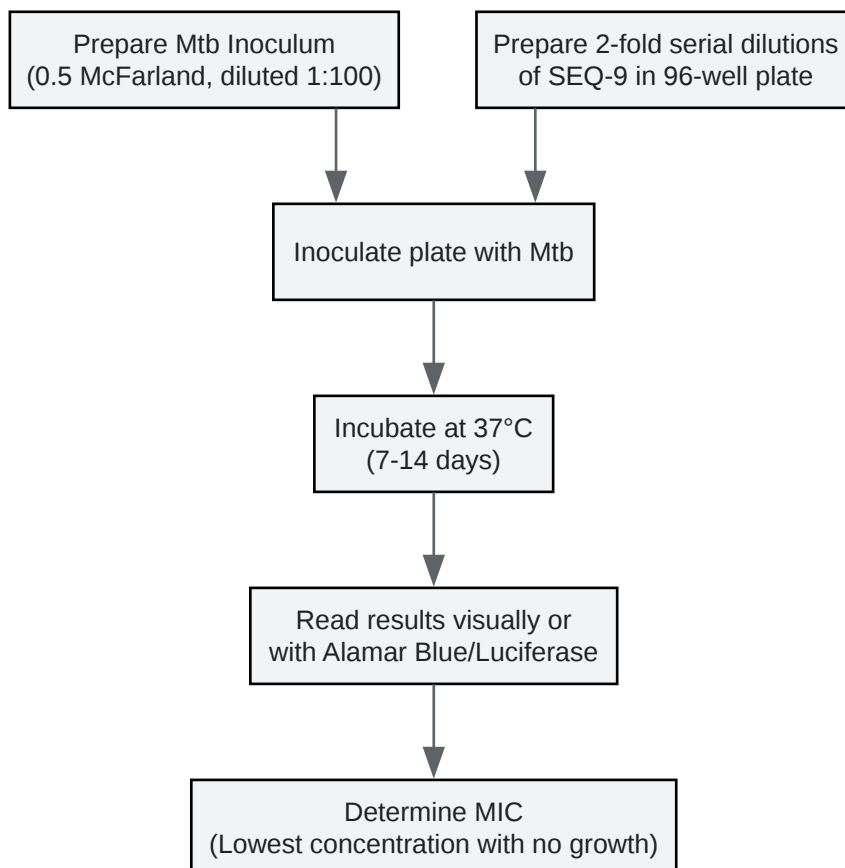 Prepare Mtb Inoculum
(0.5 McFarland, diluted 1:100)
Prepare 2-fold serial dilutions
of SEQ-9 in 96-well plate
Inoculate plate with Mtb
Incubate at 37°C
(7-14 days)
Read results visually or
with Alamar Blue/Luciferase
Determine MIC
(Lowest concentration with no growth)